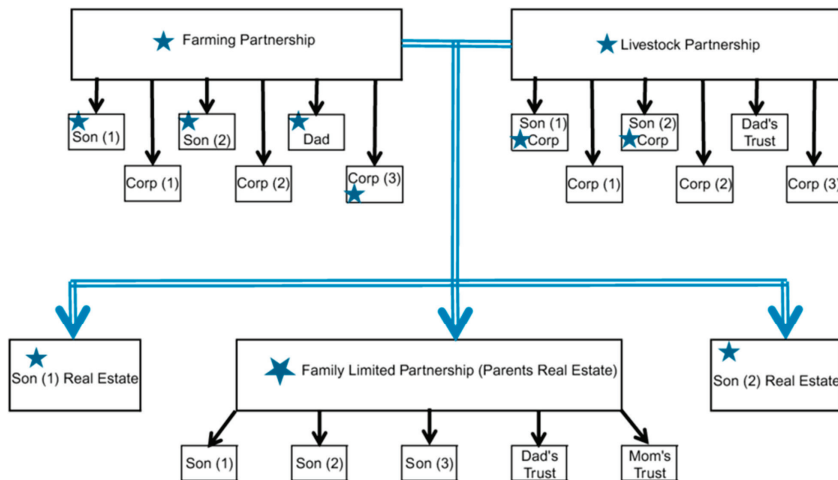 Farming Partnership
Livestock Partnership
Son (1)
Son (2)
Dad
Corp (1)
Corp (2)
Corp (3)
Son (1)
Corp
Son (2)
Corp
Dad's
Trust
Corp (1)
Corp (2)
Corp (3)
Son (1) Real Estate
Family Limited Partnership (Parents Real Estate)
Son (2) Real Estate
Son (1)
Son (2)
Son (3)
Dad's
Trust
Mom's
Trust